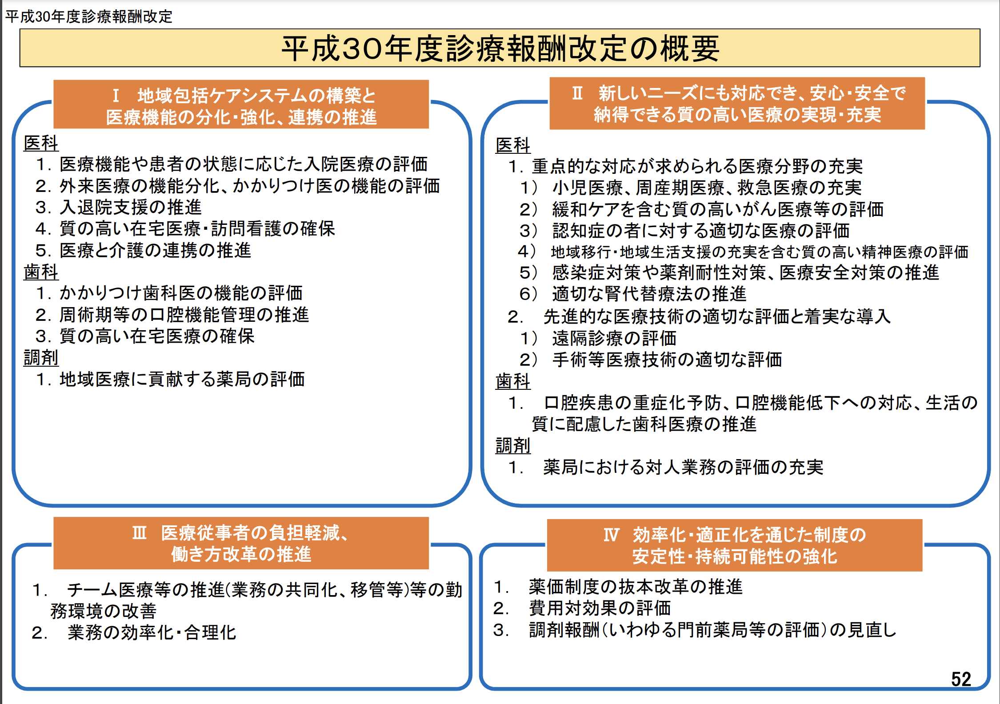 平成30年度診療報酬改定
平成30年度診療報酬改定の概要
Ⅰ　地域包括ケアシステムの構築と
医療機能の分化・強化、連携の推進
医科
1. 医療機能や患者の状態に応じた入院医療の評価
2. 外来医療の機能分化、かかりつけ医の機能の評価
3. 入退院支援の推進
4. 質の高い在宅医療・訪問看護の確保
5. 医療と介護の連携の推進
歯科
1. かかりつけ歯科医の機能の評価
2. 周術期等の口腔機能管理の推進
3. 質の高い在宅医療の確保
調剤
1. 地域医療に貢献する薬局の評価
Ⅱ　新しいニーズにも対応でき、安心・安全で
納得できる質の高い医療の実現・充実
医科
1. 重点的な対応が求められる医療分野の充実
1） 小児医療、周産期医療、救急医療の充実
2） 緩和ケアを含む質の高いがん医療等の評価
3） 認知症の者に対する適切な医療の評価
4） 地域移行・地域生活支援の充実を含む質の高い精神医療の評価
5） 感染症対策や薬剤耐性対策、医療安全対策の推進
6） 適切な腎代替療法の推進
2.　先進的な医療技術の適切な評価と着実な導入
1） 遠隔診療の評価
2） 手術等医療技術の適切な評価
歯科
1.　口腔疾患の重症化予防、口腔機能低下への対応、生活の
質に配慮した歯科医療の推進
調剤
1.　薬局における対人業務の評価の充実
Ⅲ　医療従事者の負担軽減、
働き方改革の推進
1.　チーム医療等の推進(業務の共同化、移管等)等の勤
務環境の改善
2.　業務の効率化・合理化
Ⅳ　効率化・適正化を通じた制度の
安定性・持続可能性の強化
1.　薬価制度の抜本改革の推進
2.　費用対効果の評価
3.　調剤報酬(いわゆる門前薬局等の評価)の見直し
52